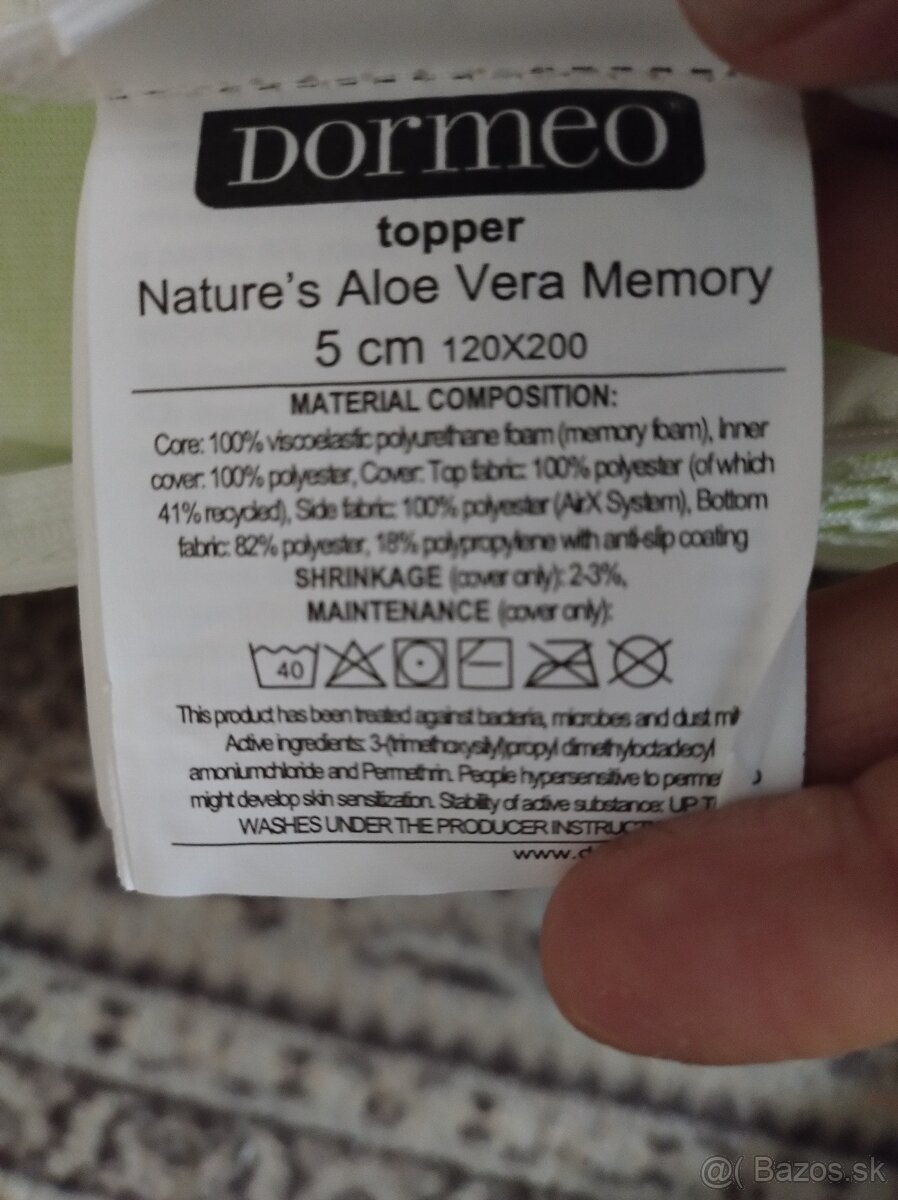 DORMEO
topper
Nature's Aloe Vera Memory
5 cm 120X200
MATERIAL COMPOSITION:
Core: 100% viscoelastic polyurethane foam (memory foam), Inner
cover: 100% polyester, Cover: Top fabric: 100% polyester (of which
41% recycled), Side fabric: 100% polyester (AirX System), Bottom
fabric: 82% polyester, 18% polypropylene with anti-slip coating
SHRINKAGE (cover only): 2-3%,
MAINTENANCE (cover only):
40
This product has been treated against bacteria, microbes and dust
Active ingredients: 3-(trimethoxysilyl)propyl dimethyloctadecyl
amoniumchloride and Permethrin. People hypersensitive to
might develop skin sensitization. Stability of active substance: UP
WASHES UNDER THE PRODUCER
www.
@( Bazos.sk